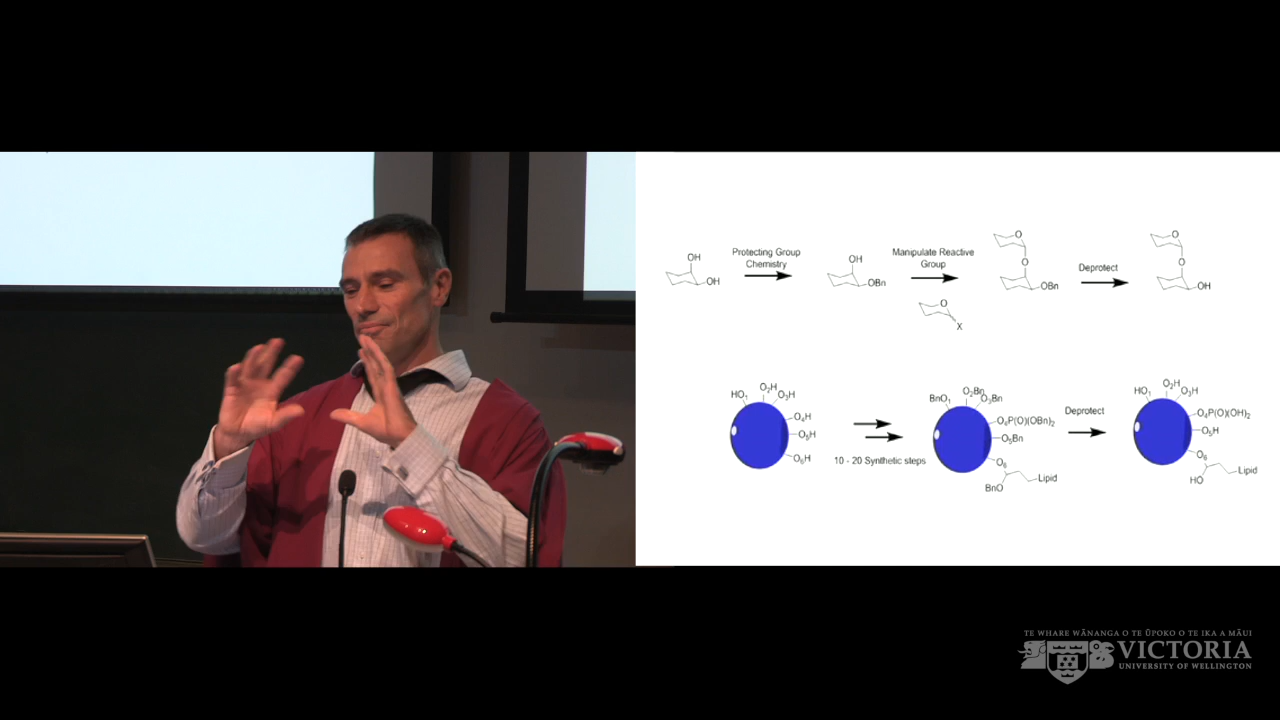 OH
OH
Protecting Group
Chemistry
OH
OBn
Manipulate Reactive
Group
O
X
O
O
OBn
Deprotect
O
O
OH
HO1
O2H
O3H
O4H
O5H
O6H
10 - 20 Synthetic steps
BnO1
O2Bn
O3Bn
O4P(O)(OBn)2
O5Bn
O6
BnO
Lipid
Deprotect
HO1
O2H
O3H
O4P(O)(OH)2
O5H
O6
HO
Lipid
TE WHARE WĀNANGA O TE ŪPOKO O TE IKA A MĀUI
VICTORIA
UNIVERSITY OF WELLINGTON